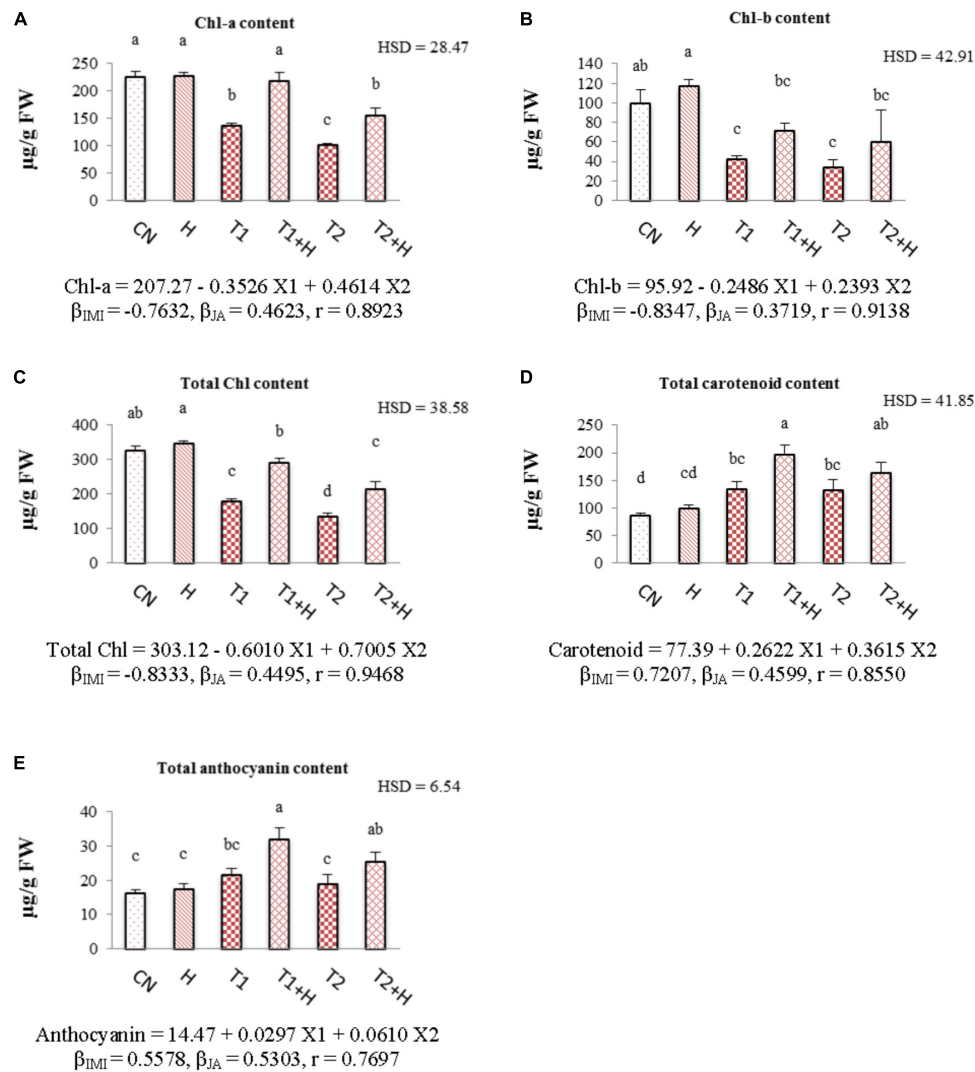 A
Chl-a content
HSD = 28.47
a a b a c b
250
200
150
100
50
0
µg/g FW
CN H T1 T1+H T2 T2+H
Chl-a = 207.27 - 0.3526 X1 + 0.4614 X2
βIMI = -0.7632, βJA = 0.4623, r = 0.8923
B
Chl-b content
HSD = 42.91
ab a c bc c bc
140
120
100
80
60
40
20
0
µg/g FW
CN H T1 T1+H T2 T2+H
Chl-b = 95.92 - 0.2486 X1 + 0.2393 X2
βIMI = -0.8347, βJA = 0.3719, r = 0.9138
C
Total Chl content
HSD = 38.58
ab a c b d c
400
300
200
100
0
µg/g FW
CN H T1 T1+H T2 T2+H
Total Chl = 303.12 - 0.6010 X1 + 0.7005 X2
βIMI = -0.8333, βJA = 0.4495, r = 0.9468
D
Total carotenoid content
HSD = 41.85
d cd bc a bc ab
250
200
150
100
50
0
µg/g FW
CN H T1 T1+H T2 T2+H
Carotenoid = 77.39 + 0.2622 X1 + 0.3615 X2
βIMI = 0.7207, βJA = 0.4599, r = 0.8550
E
Total anthocyanin content
HSD = 6.54
c c bc a c ab
40
30
20
10
0
µg/g FW
CN H T1 T1+H T2 T2+H
Anthocyanin = 14.47 + 0.0297 X1 + 0.0610 X2
βIMI = 0.5578, βJA = 0.5303, r = 0.7697